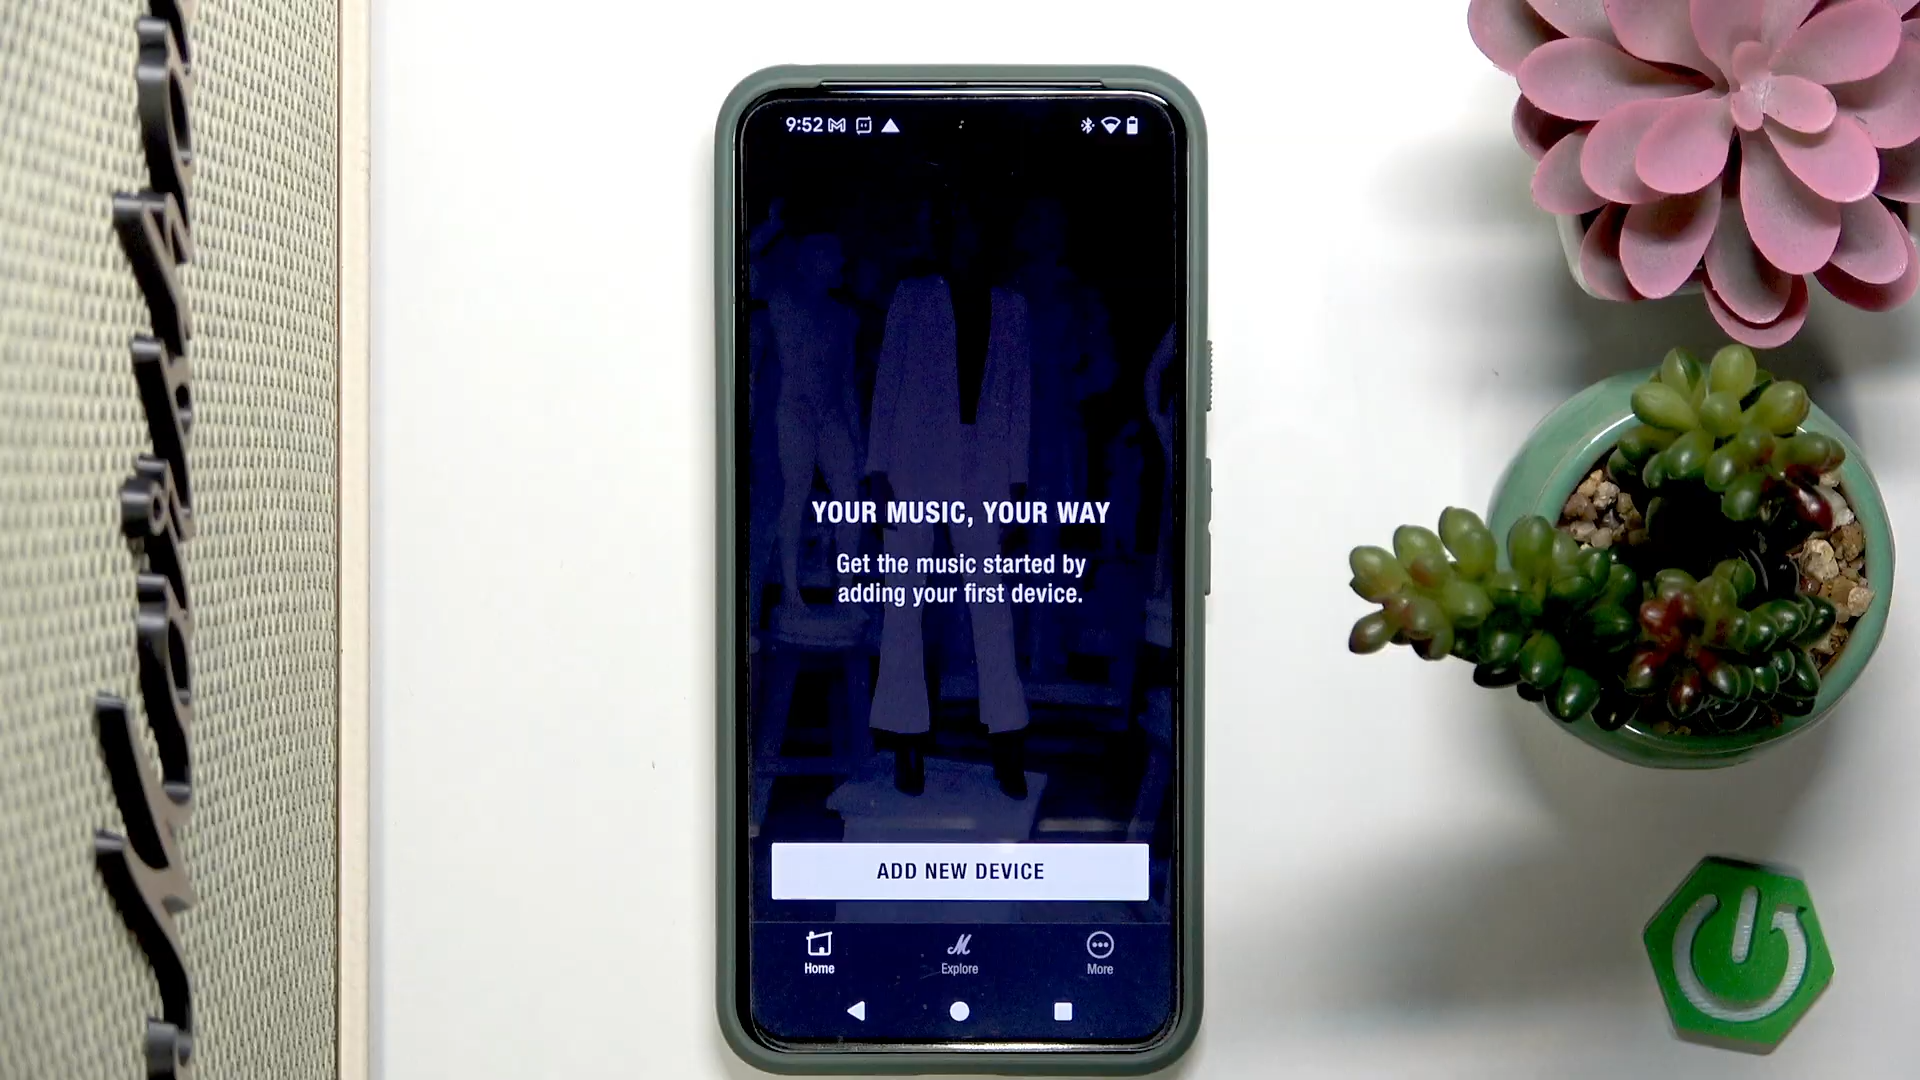 Marshall
9:52
YOUR MUSIC, YOUR WAY
Get the music started by
adding your first device.
ADD NEW DEVICE
Home
Explore
More